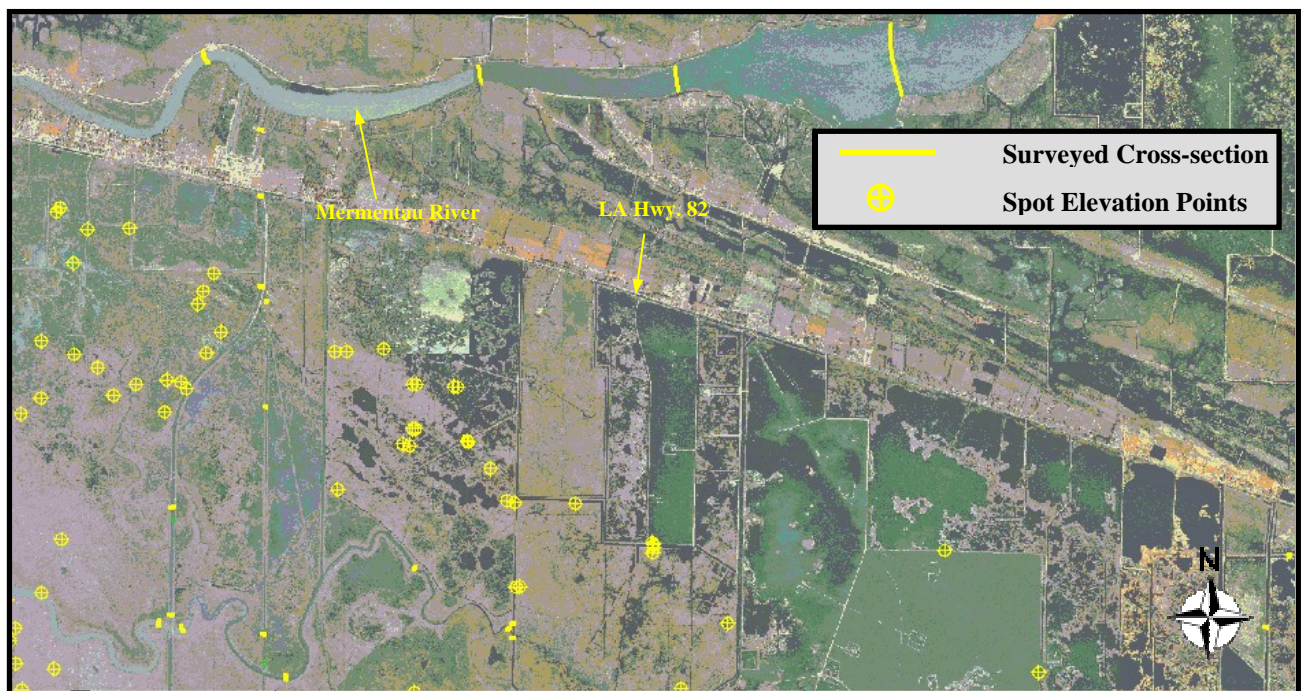 Surveyed Cross-section
Spot Elevation Points
Mermentau River
LA Hwy. 82
N